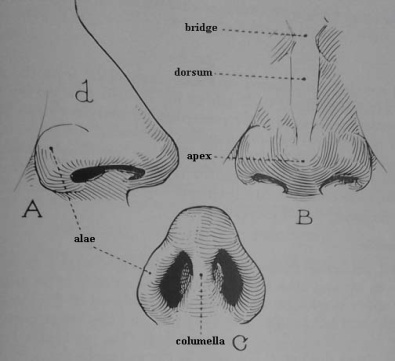 bridge
dorsum
d
apex
A
B
alae
columella
C